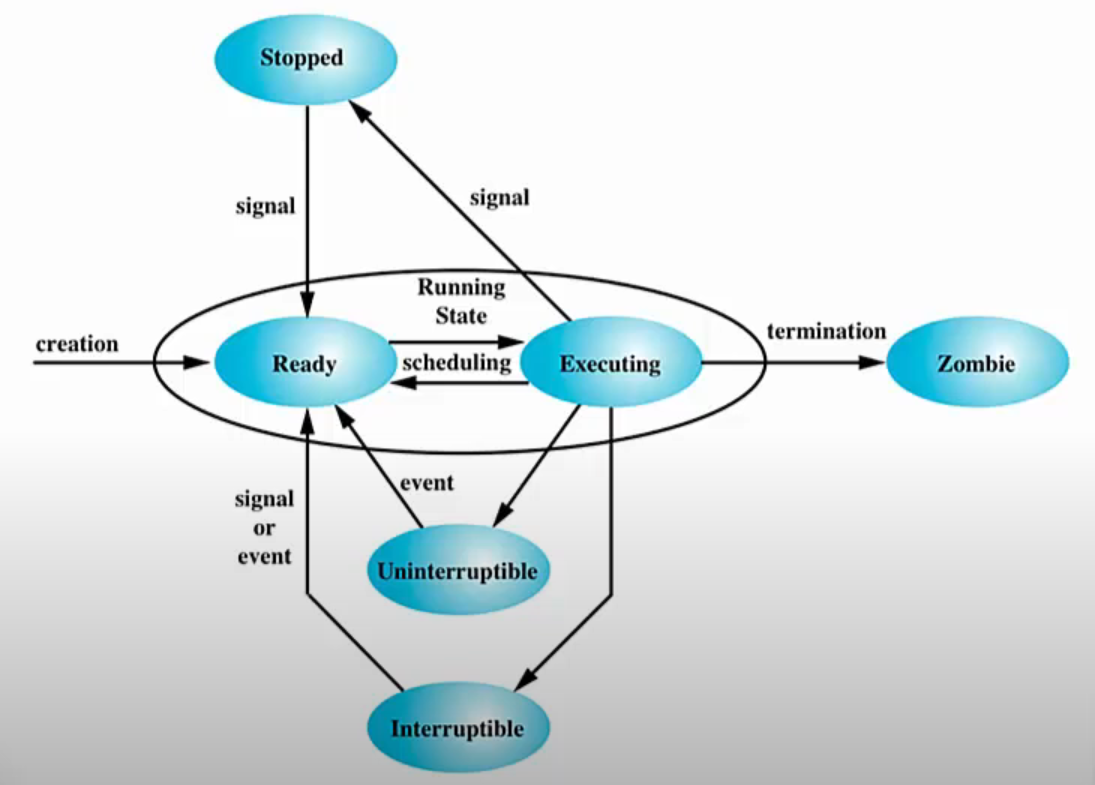 Stopped
signal
signal
Running
State
creation
Ready
scheduling
Executing
termination
Zombie
event
signal
or
event
Uninterruptible
Interruptible